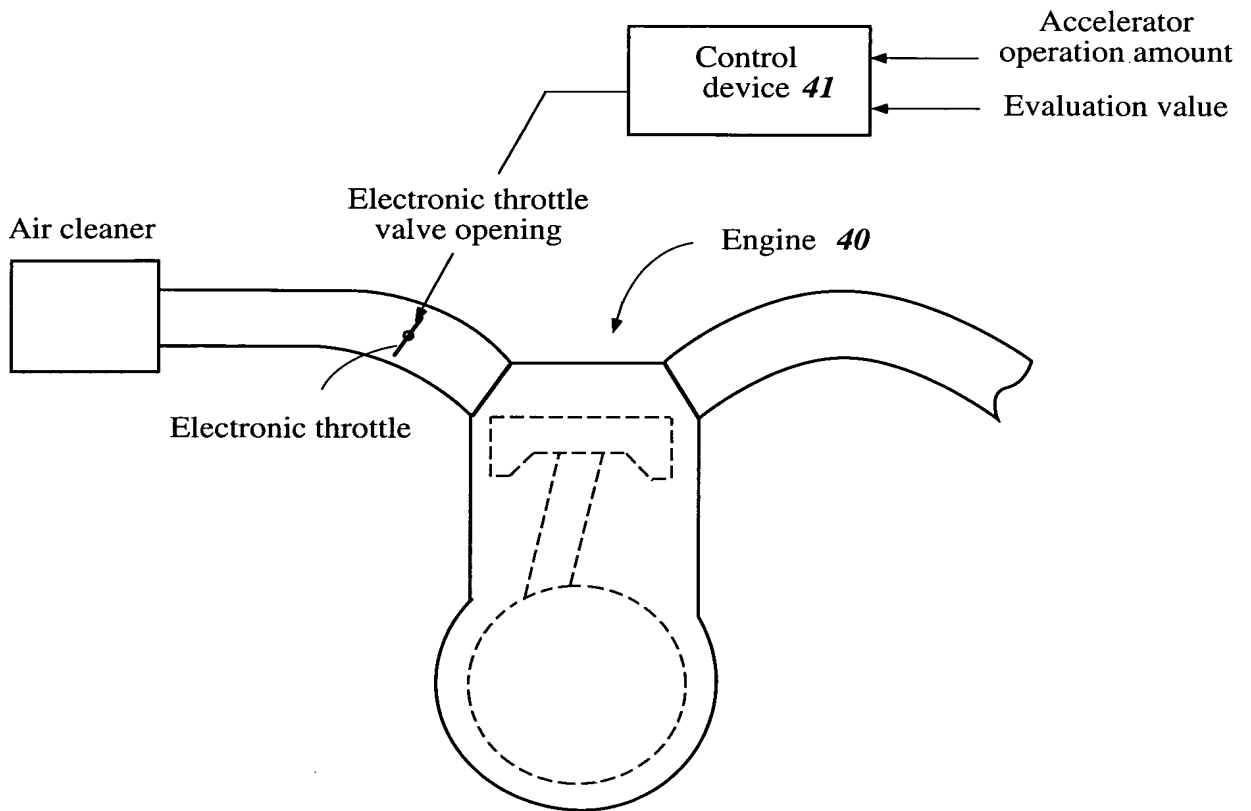 Accelerator
operation amount
Control
device 41
Evaluation value
Electronic throttle
valve opening
Air cleaner
Engine 40
Electronic throttle